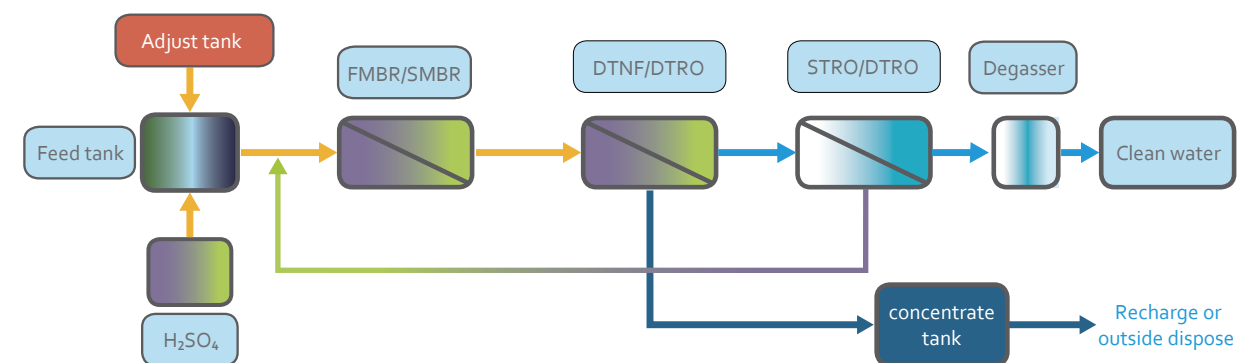 Adjust tank
FMBR/SMBR
DTNF/DTRO
STRO/DTRO
Degasser
Feed tank
Clean water
H₂SO₄
concentrate
tank
Recharge or
outside dispose